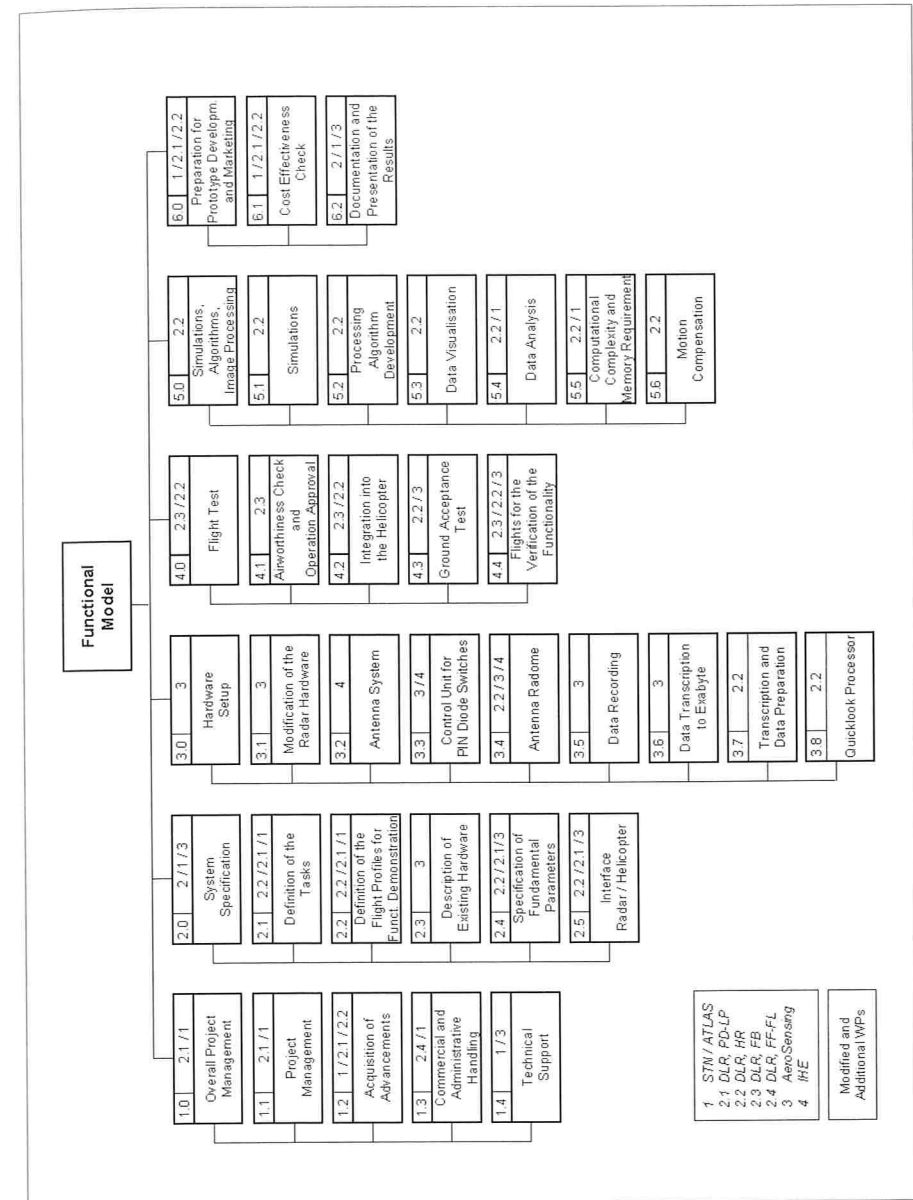 Functional
Model
1.0 2.1 / 1
Overall Project
Management
1.1 2.1 / 1
Project
Management
1.2 1 / 2.1 / 2.2
Acquisition of
Advancements
1.3 2.4 / 1
Commercial and
Administrative
Handling
1.4 1 / 3
Technical
Support
2.0 2 / 1 / 3
System
Specification
2.1 2.2 / 2.1 / 1
Definition of the
Tasks
2.2 2.2 / 2.1 / 1
Definition of the
Flight Profiles for
Funct. Demonstration
2.3 3
Description of
Existing Hardware
2.4 2.2 / 2.1 / 3
Specification of
Fundamental
Parameters
2.5 2.2 / 2.1 / 3
Interface
Radar / Helicopter
3.0 3
Hardware
Setup
3.1 3
Modification of the
Radar Hardware
3.2 4
Antenna System
3.3 3 / 4
Control Unit for
PIN Diode Switches
3.4 2.2 / 3 / 4
Antenna Radome
3.5 3
Data Recording
3.6 3
Data Transcription
to Exabyte
3.7 2.2
Transcription and
Data Preparation
3.8 2.2
Quicklook Processor
4.0 2.3 / 2.2
Flight Test
4.1 2.3
Airworthiness Check
and
Operation Approval
4.2 2.3 / 2.2
Integration into
the Helicopter
4.3 2.2 / 3
Ground Acceptance
Test
4.4 2.3 / 2.2 / 3
Flights for the
Verification of the
Functionality
5.0 2.2
Simulations,
Algorithms,
Image Processing
5.1 2.2
Simulations
5.2 2.2
Processing
Algorithm
Development
5.3 2.2
Data Visualisation
5.4 2.2 / 1
Data Analysis
5.5 2.2 / 1
Computational
Complexity and
Memory Requirement
5.6 2.2
Motion
Compensation
6.0 1 / 2.1 / 2.2
Preparation for
Prototype Developm.
and Marketing
6.1 1 / 2.1 / 2.2
Cost Effectiveness
Check
6.2 2 / 1 / 3
Documentation and
Presentation of the
Results
1 STN / ATLAS
2.1 DLR, PD-LP
2.2 DLR, HR
2.3 DLR, FB
2.4 DLR, FF-FL
3 AeroSensing
4 IHE
Modified and
Additional WPs